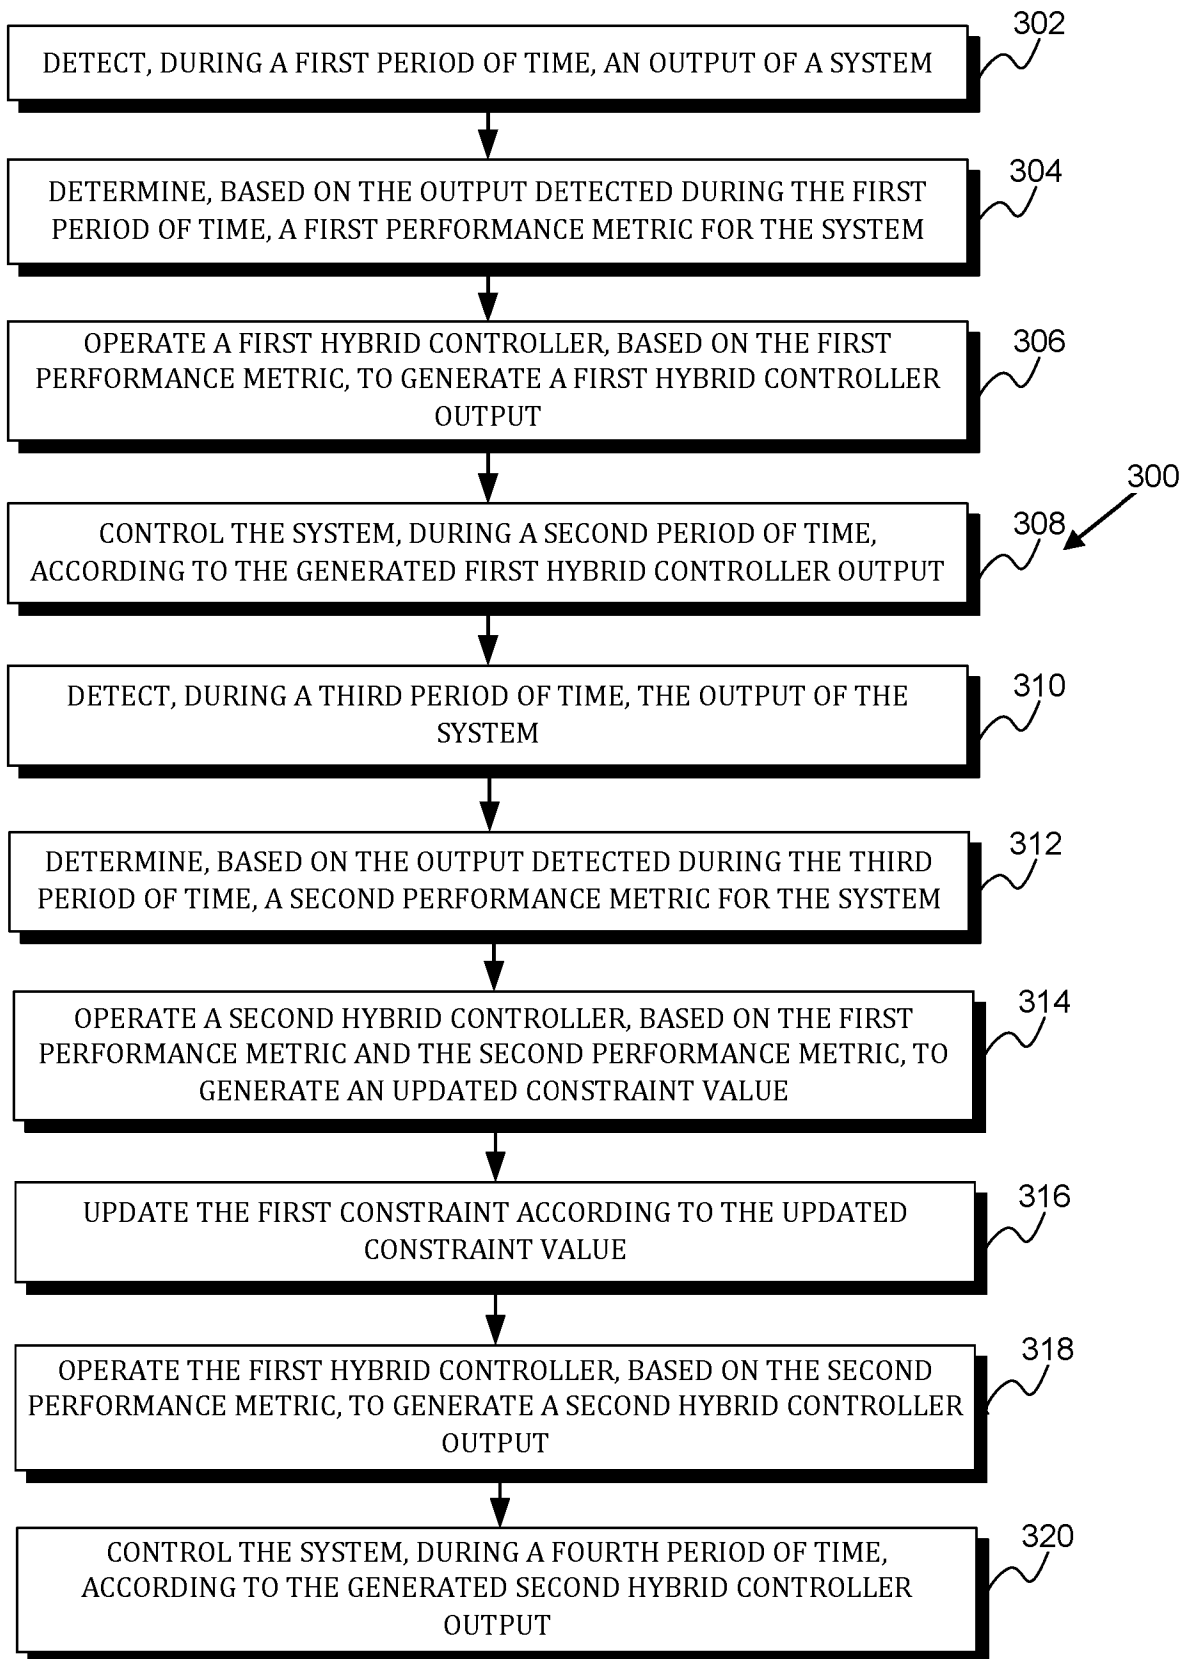 302
DETECT, DURING A FIRST PERIOD OF TIME, AN OUTPUT OF A SYSTEM
304
DETERMINE, BASED ON THE OUTPUT DETECTED DURING THE FIRST
PERIOD OF TIME, A FIRST PERFORMANCE METRIC FOR THE SYSTEM
306
OPERATE A FIRST HYBRID CONTROLLER, BASED ON THE FIRST
PERFORMANCE METRIC, TO GENERATE A FIRST HYBRID CONTROLLER
OUTPUT
300
308
CONTROL THE SYSTEM, DURING A SECOND PERIOD OF TIME,
ACCORDING TO THE GENERATED FIRST HYBRID CONTROLLER OUTPUT
310
DETECT, DURING A THIRD PERIOD OF TIME, THE OUTPUT OF THE
SYSTEM
312
DETERMINE, BASED ON THE OUTPUT DETECTED DURING THE THIRD
PERIOD OF TIME, A SECOND PERFORMANCE METRIC FOR THE SYSTEM
314
OPERATE A SECOND HYBRID CONTROLLER, BASED ON THE FIRST
PERFORMANCE METRIC AND THE SECOND PERFORMANCE METRIC, TO
GENERATE AN UPDATED CONSTRAINT VALUE
316
UPDATE THE FIRST CONSTRAINT ACCORDING TO THE UPDATED
CONSTRAINT VALUE
318
OPERATE THE FIRST HYBRID CONTROLLER, BASED ON THE SECOND
PERFORMANCE METRIC, TO GENERATE A SECOND HYBRID CONTROLLER
OUTPUT
320
CONTROL THE SYSTEM, DURING A FOURTH PERIOD OF TIME,
ACCORDING TO THE GENERATED SECOND HYBRID CONTROLLER
OUTPUT